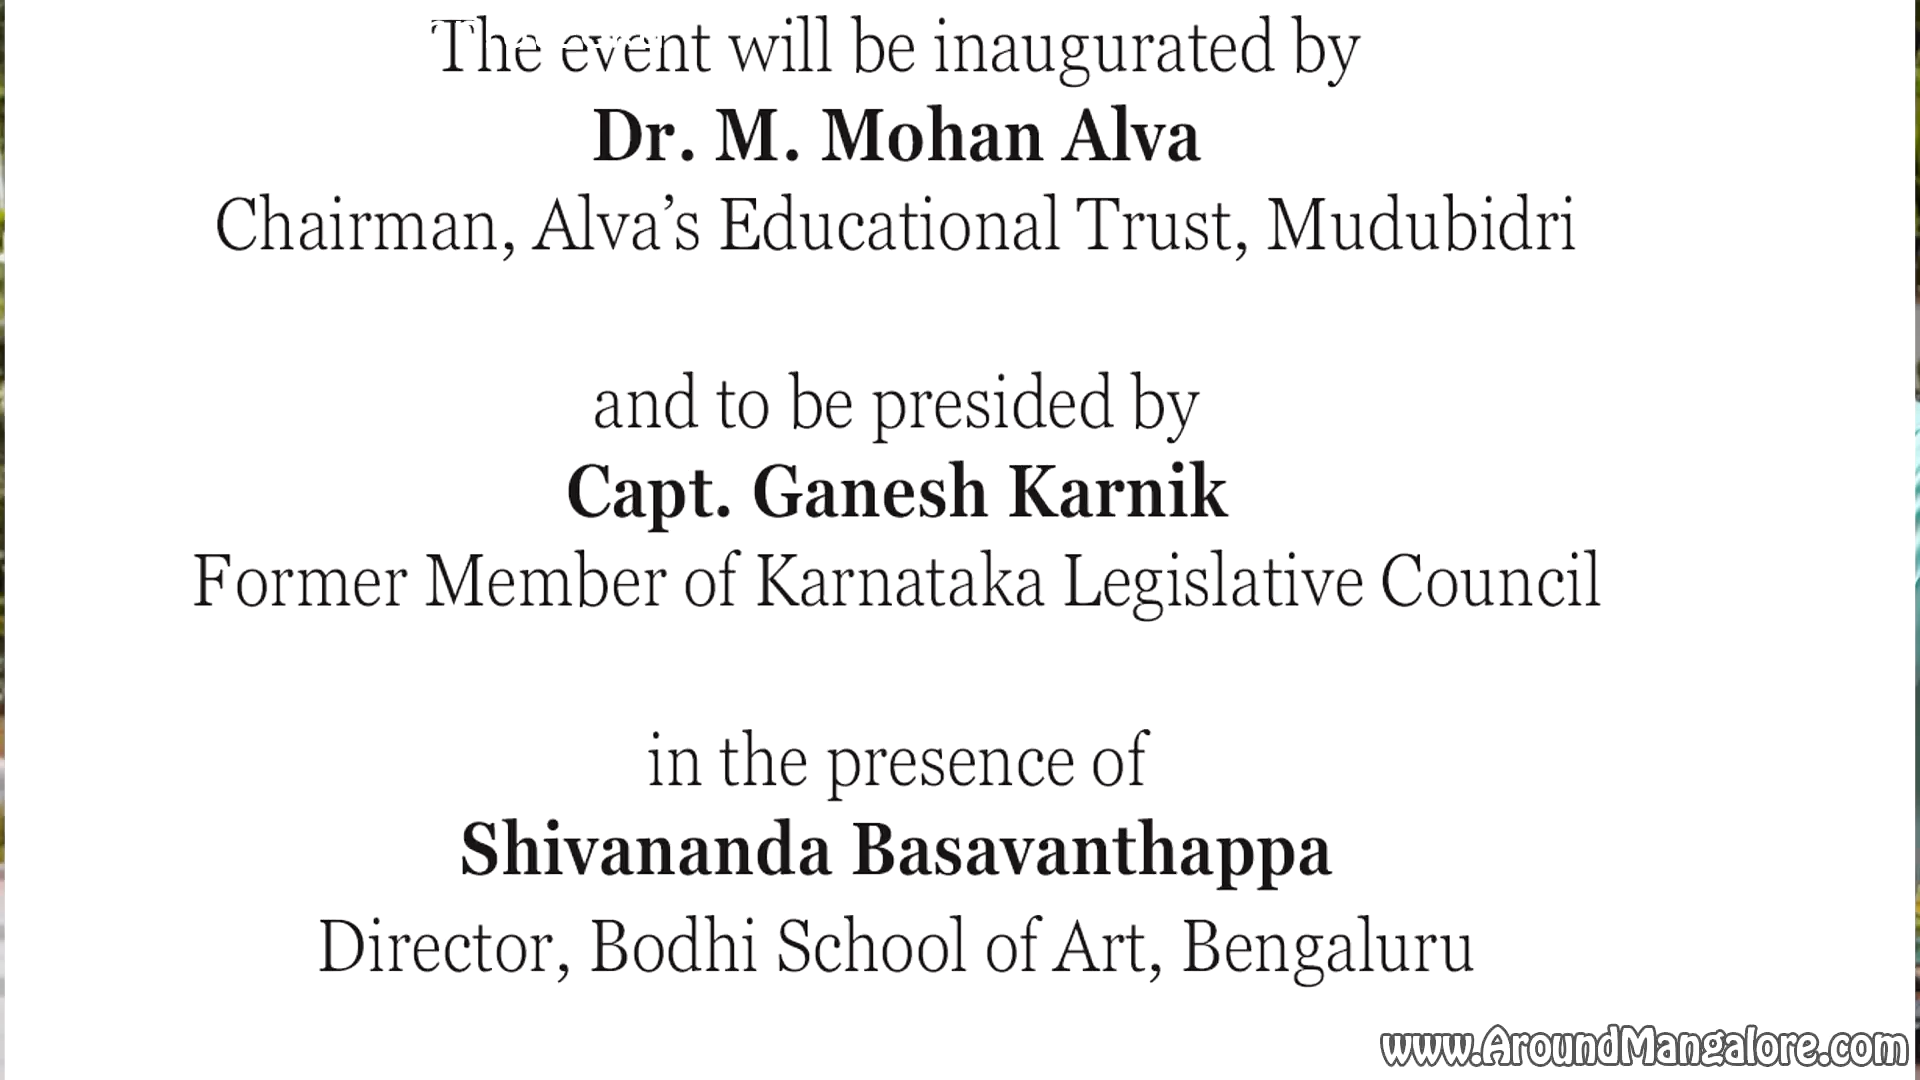 The event will be inaugurated by
Dr. M. Mohan Alva
Chairman, Alva’s Educational Trust, Mudubidri
and to be presided by
Capt. Ganesh Karnik
Former Member of Karnataka Legislative Council
in the presence of
Shivananda Basavanthappa
Director, Bodhi School of Art, Bengaluru
www.AroundMangalore.com